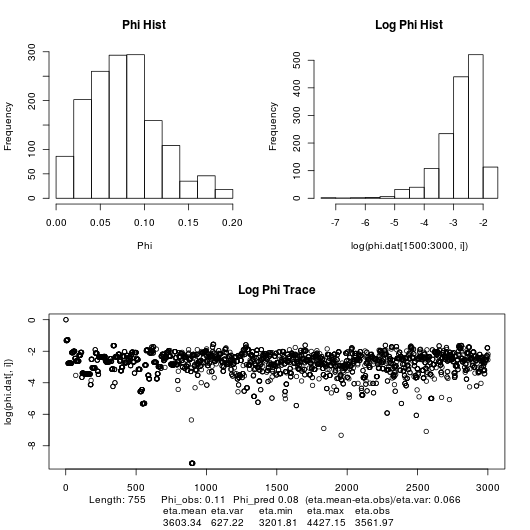 Phi Hist
Log Phi Hist
Frequency
0 50 150 300
0.00 0.05 0.10 0.15 0.20
Phi
Frequency
0 100 300 500
-7 -6 -5 -4 -3 -2
log(phi.dat[1500:3000, i])
Log Phi Trace
log(phi.dat[, i])
0 -2 -4 -6 -8
0 500 1000 1500 2000 2500 3000
Length: 755 Phi_obs: 0.11 Phi_pred 0.08 (eta.mean-eta.obs)/eta.var: 0.066
eta.mean eta.var eta.min eta.max eta.obs
3603.34 627.22 3201.81 4427.15 3561.97